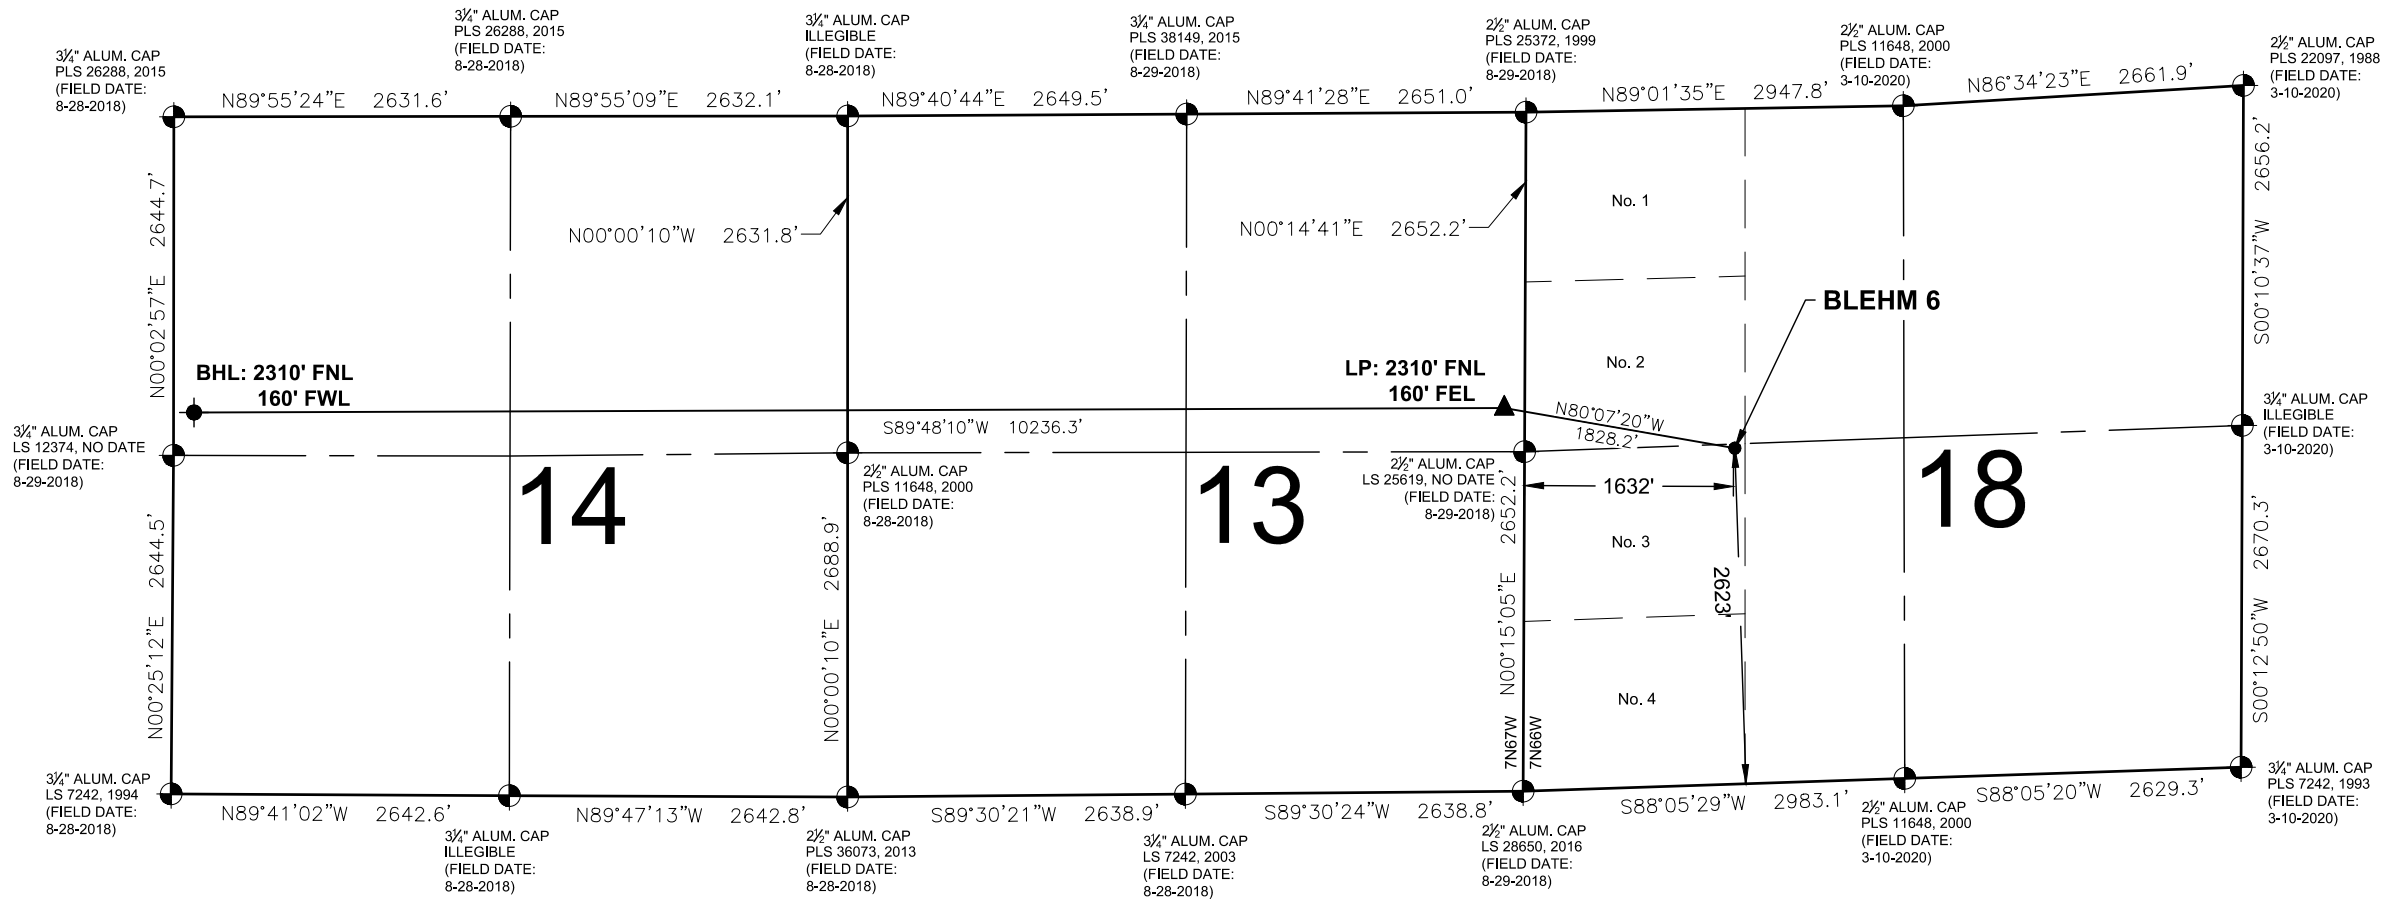 3¼" ALUM. CAP
PLS 26288, 2015
(FIELD DATE:
8-28-2018)
3¼" ALUM. CAP
PLS 26288, 2015
(FIELD DATE:
8-28-2018)
3¼" ALUM. CAP
ILLEGIBLE
(FIELD DATE:
8-28-2018)
3¼" ALUM. CAP
PLS 38149, 2015
(FIELD DATE:
8-29-2018)
2½" ALUM. CAP
PLS 25372, 1999
(FIELD DATE:
8-29-2018)
2½" ALUM. CAP
PLS 11648, 2000
(FIELD DATE:
3-10-2020)
2½" ALUM. CAP
PLS 22097, 1988
(FIELD DATE:
3-10-2020)
N89°55'24"E 2631.6'
N89°55'09"E 2632.1'
N89°40'44"E 2649.5'
N89°41'28"E 2651.0'
N89°01'35"E 2947.8'
N86°34'23"E 2661.9'
N00°02'57"E 2644.7'
N00°00'10"W 2631.8'
N00°14'41"E 2652.2'
No. 1
S00°10'37"W 2656.2'
BLEHM 6
No. 2
BHL: 2310' FNL
160' FWL
LP: 2310' FNL
160' FEL
N80°07'20"W
1828.2'
S89°48'10"W 10236.3'
3¼" ALUM. CAP
LS 12374, NO DATE
(FIELD DATE:
8-29-2018)
2½" ALUM. CAP
PLS 11648, 2000
(FIELD DATE:
8-28-2018)
2½" ALUM. CAP
LS 25619, NO DATE
(FIELD DATE:
8-29-2018)
3¼" ALUM. CAP
ILLEGIBLE
(FIELD DATE:
3-10-2020)
14
13
18
1632'
No. 3
2623'
No. 4
N00°25'12"E 2644.5'
N00°00'10"E 2688.9'
N00°15'05"E 2652.2'
7N67W
7N66W
S00°12'50"W 2670.3'
3¼" ALUM. CAP
LS 7242, 1994
(FIELD DATE:
8-28-2018)
N89°41'02"W 2642.6'
N89°47'13"W 2642.8'
S89°30'21"W 2638.9'
S89°30'24"W 2638.8'
S88°05'29"W 2983.1'
S88°05'20"W 2629.3'
3¼" ALUM. CAP
ILLEGIBLE
(FIELD DATE:
8-28-2018)
2½" ALUM. CAP
PLS 36073, 2013
(FIELD DATE:
8-28-2018)
3¼" ALUM. CAP
LS 7242, 2003
(FIELD DATE:
8-28-2018)
2½" ALUM. CAP
LS 28650, 2016
(FIELD DATE:
8-29-2018)
2½" ALUM. CAP
PLS 11648, 2000
(FIELD DATE:
3-10-2020)
3¼" ALUM. CAP
PLS 7242, 1993
(FIELD DATE:
3-10-2020)